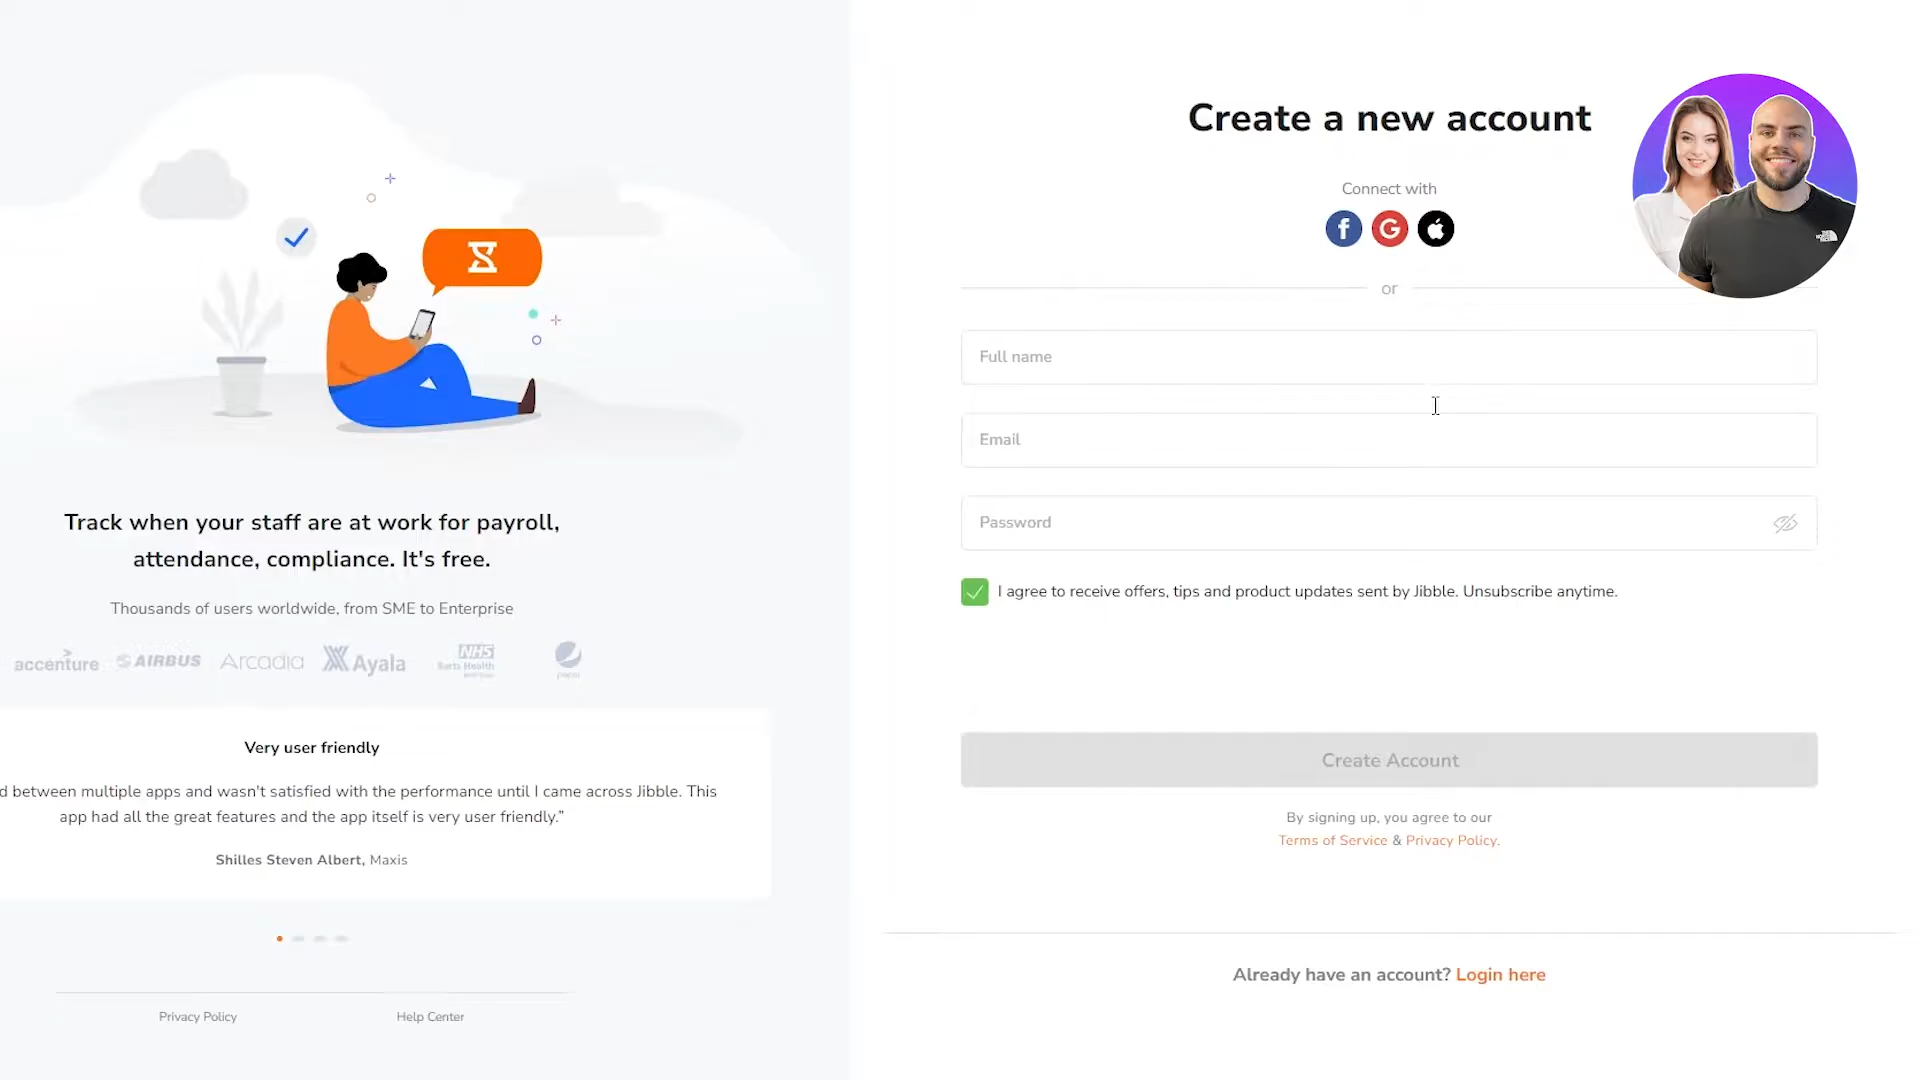 Track when your staff are at work for payroll,
attendance, compliance. It's free.
Thousands of users worldwide, from SME to Enterprise
accenture AIRBUS Arcadia Ayala NHS
Barts Health
pepsi
Very user friendly
d between multiple apps and wasn't satisfied with the performance until I came across Jibble. This
app had all the great features and the app itself is very user friendly.”
Shilles Steven Albert, Maxis
Privacy Policy Help Center
Create a new account
Connect with
or
Full name
Email
Password
I agree to receive offers, tips and product updates sent by Jibble. Unsubscribe anytime.
Create Account
By signing up, you agree to our
Terms of Service & Privacy Policy.
Already have an account? Login here